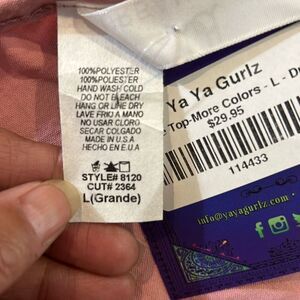 100%POLYESTER
100%POLYESTER
HAND WASH COLD
DO NOT BLEACH
HANG OR LINE DRY
LAVE FRIO A MANO
NO USAR CLORO
SECAR COLGADO
MADE IN U.S.A
HECHO EN E.U.A
STYLE# 8120
CUT# 2364
L(Grande)
Ya Ya Gurlz
Top-More Colors - L - D
$29.95
114433
info@yayagurlz.com